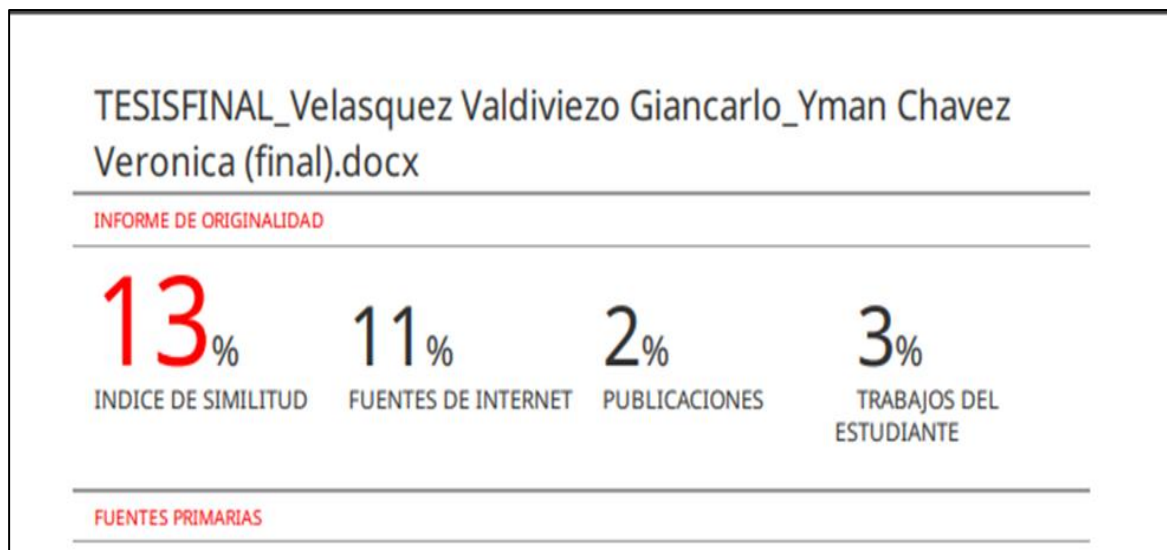 TESISFINAL_Velasquez Valdiviezo Giancarlo_Yman Chavez
Veronica (final).docx
INFORME DE ORIGINALIDAD
13% 11% 2% 3%
INDICE DE SIMILITUD FUENTES DE INTERNET PUBLICACIONES TRABAJOS DEL
ESTUDIANTE
FUENTES PRIMARIAS